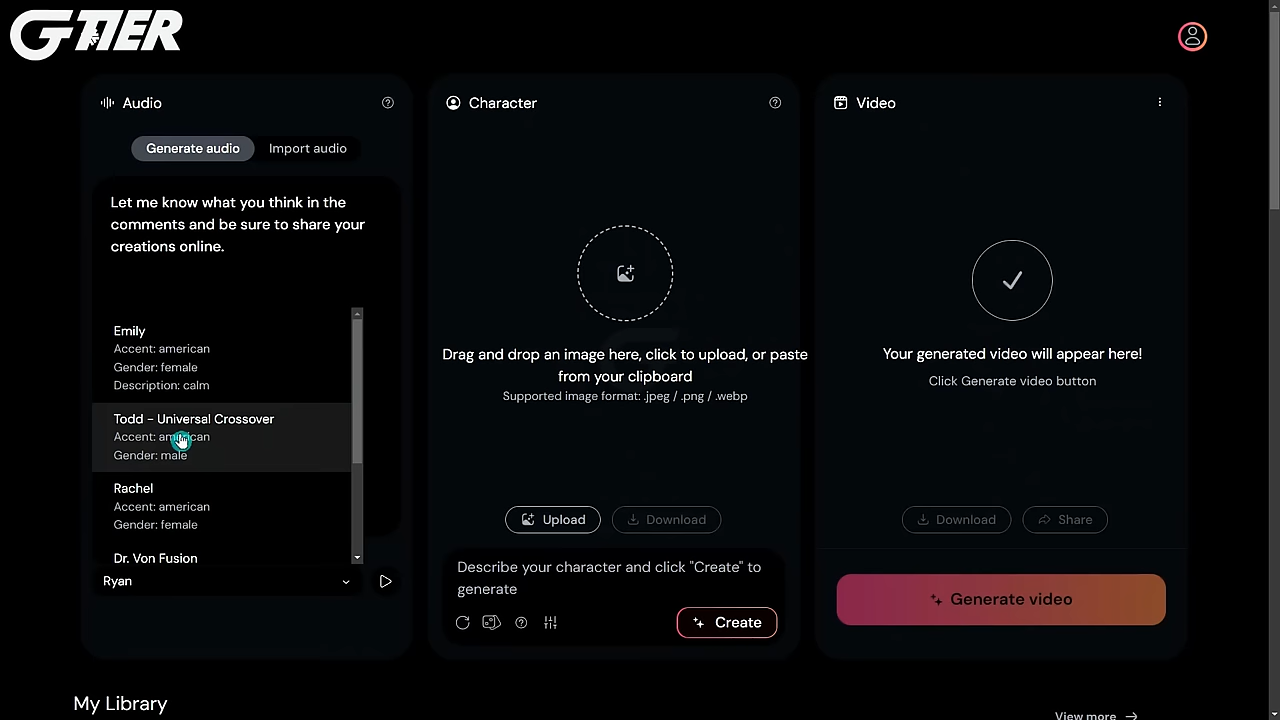 GTIER
Audio
Generate audio
Import audio
Let me know what you think in the
comments and be sure to share your
creations online.
Emily
Accent: american
Gender: female
Description: calm
Todd - Universal Crossover
Accent: american
Gender: male
Rachel
Accent: american
Gender: female
Dr. Von Fusion
Ryan
Character
Drag and drop an image here, click to upload, or paste
from your clipboard
Supported image format: .jpeg / .png / .webp
Upload
Download
Describe your character and click "Create" to
generate
Create
Video
Your generated video will appear here!
Click Generate video button
Download
Share
Generate video
My Library
View more